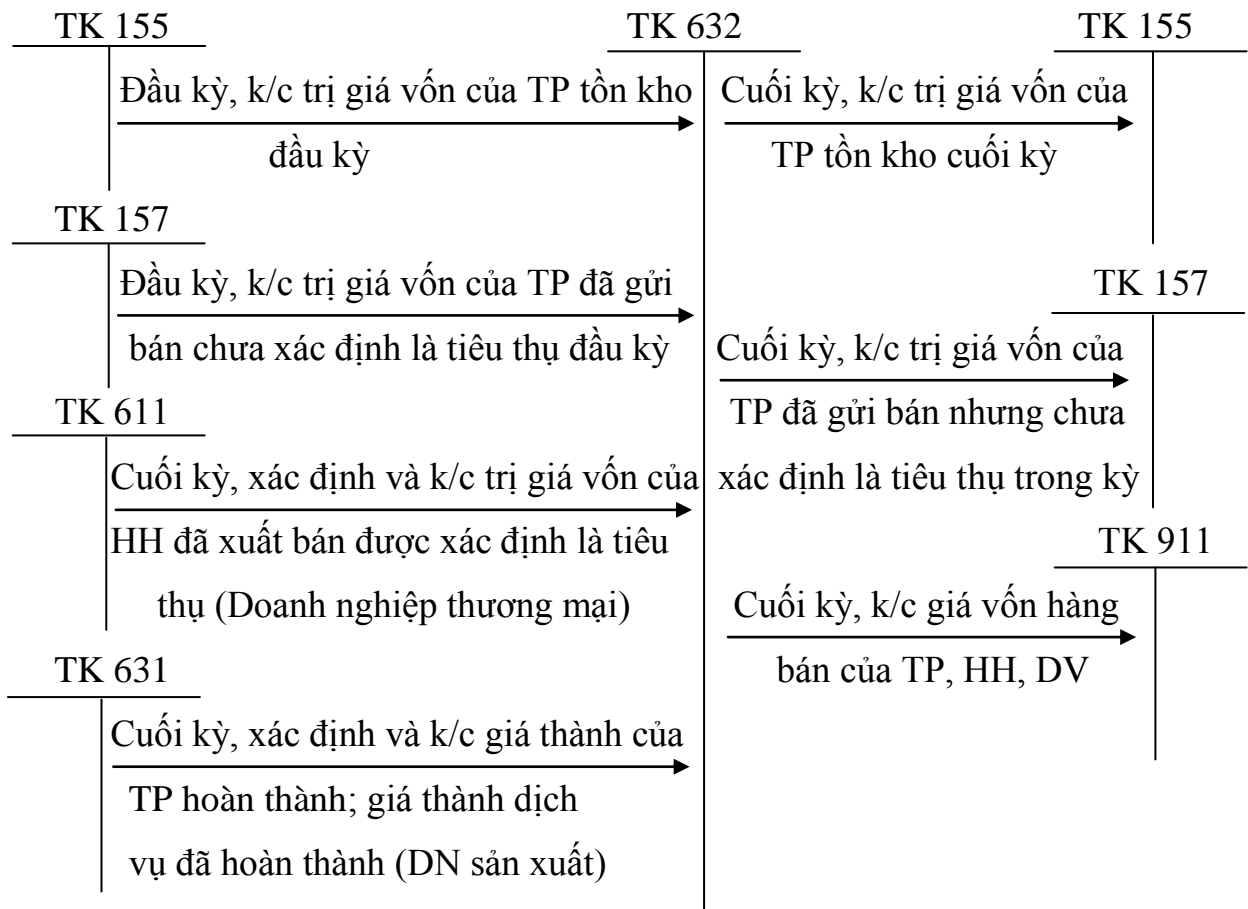 TK 155
Đầu kỳ, k/c trị giá vốn của TP tồn kho
đầu kỳ
TK 157
Đầu kỳ, k/c trị giá vốn của TP đã gửi
bán chưa xác định là tiêu thụ đầu kỳ
TK 611
Cuối kỳ, xác định và k/c trị giá vốn của
HH đã xuất bán được xác định là tiêu
thụ (Doanh nghiệp thương mại)
TK 631
Cuối kỳ, xác định và k/c giá thành của
TP hoàn thành; giá thành dịch
vụ đã hoàn thành (DN sản xuất)
TK 632
TK 155
Cuối kỳ, k/c trị giá vốn của
TP tồn kho cuối kỳ
TK 157
Cuối kỳ, k/c trị giá vốn của
TP đã gửi bán nhưng chưa
xác định là tiêu thụ trong kỳ
TK 911
Cuối kỳ, k/c giá vốn hàng
bán của TP, HH, DV